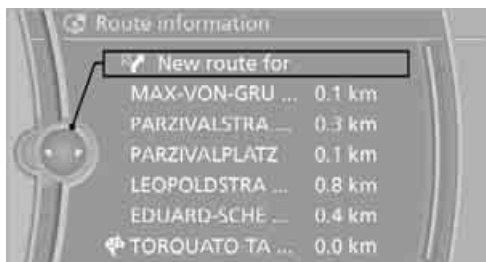 Route information
New route for
MAX-VON-GRU ... 0.1 km
PARZIVALSTRA ... 0.3 km
PARZIVALPLATZ 0.1 km
LEOPOLDSTRA ... 0.8 km
EDUARD-SCHE ... 0.4 km
TORQUATO TA ... 0.0 km